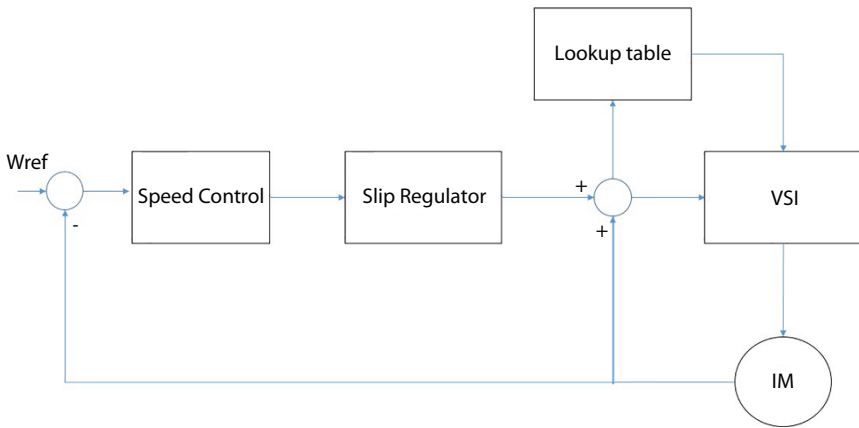 Lookup table
Wref
Speed Control
Slip Regulator
+
VSI
-
+
IM